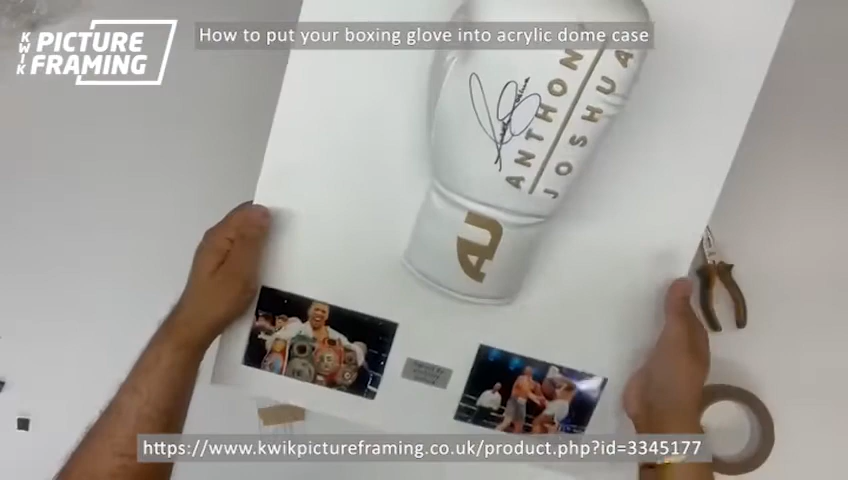 KWIK
PICTURE
FRAMING
How to put your boxing glove into acrylic dome case
ANTHONY
JOSHUA
https://www.kwikpictureframing.co.uk/product.php?id=3345177